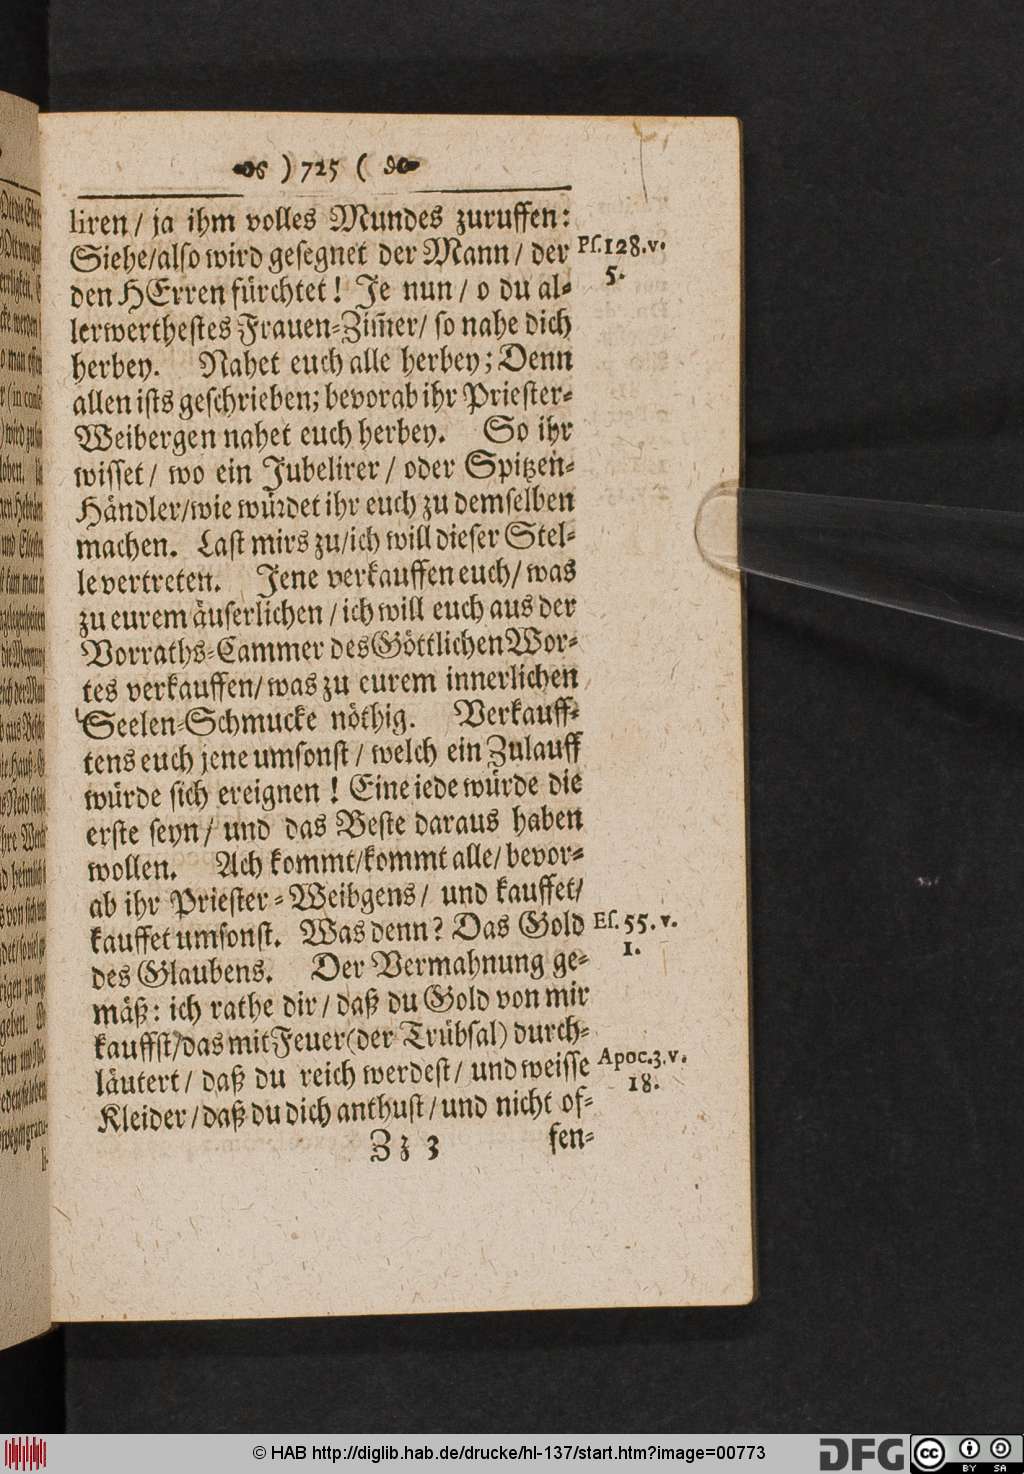 ) 725 (
liren / ja ihm volles Mundes zuruffen:
Siehe/also wird gesegnet der Mann / der
Ps. 128. v.
5.
den HErren fürchtet! Je nun / o du al-
lerwerthestes Frauen-Zim̃er/ so nahe dich
herbey. Nahet euch alle herbey; Denn
allen ists geschrieben; bevorab ihr Priester-
Weibergen nahet euch herbey. So ihr
wisset / wo ein Jubelirer / oder Spitzen-
Händler/wie würdet ihr euch zu demselben
machen. Last mirs zu/ich will dieser Stel-
le vertreten. Jene verkauffen euch/ was
zu eurem äuserlichen / ich will euch aus der
Vorraths-Cammer des Göttlichen Wor-
tes verkauffen/ was zu eurem innerlichen
Seelen-Schmucke nöthig. Verkauff-
tens euch jene umsonst / welch ein Zulauff
würde sich ereignen! Eine iede würde die
erste seyn / und das Beste daraus haben
wollen. Ach kommt/kommt alle/ bevor-
ab ihr Priester-Weibgens / und kauffet/
kauffet umsonst. Was denn? Das Gold
Es. 55. v.
1.
des Glaubens. Der Vermahnung ge-
mäß: ich rathe dir / daß du Gold von mir
kauffst/das mit Feuer (der Trübsal) durch-
läutert / daß du reich werdest / und weisse
Apoc. 3. v.
18.
Kleider / daß du dich anthust / und nicht of-
Zz 3
fen-
© HAB http://diglib.hab.de/drucke/hl-137/start.htm?image=00773
DFG
cc
BY SA